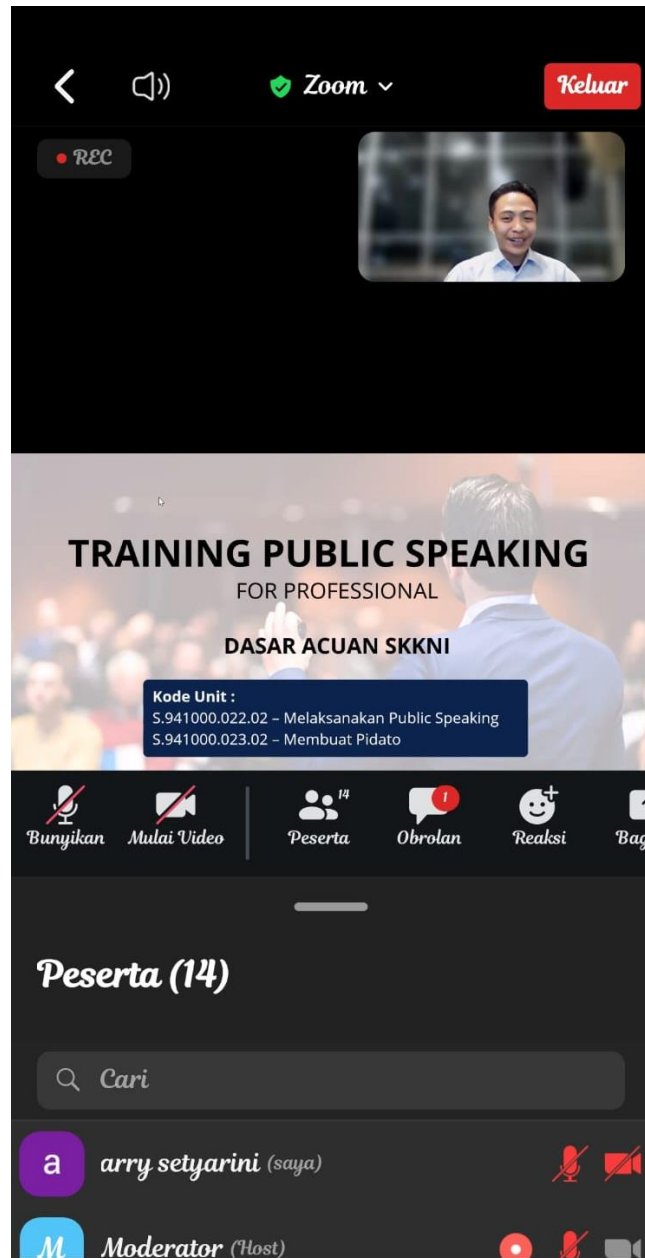 Zoom
Keluar
REC
TRAINING PUBLIC SPEAKING
FOR PROFESSIONAL
DASAR ACUAN SKKNI
Kode Unit :
S.941000.022.02 – Melaksanakan Public Speaking
S.941000.023.02 – Membuat Pidato
14
1
Bunyikan
Mulai Video
Peserta
Obrolan
Reaksi
Bag
Peserta (14)
Cari
a
arry setyarini (saya)
M
Moderator (Host)